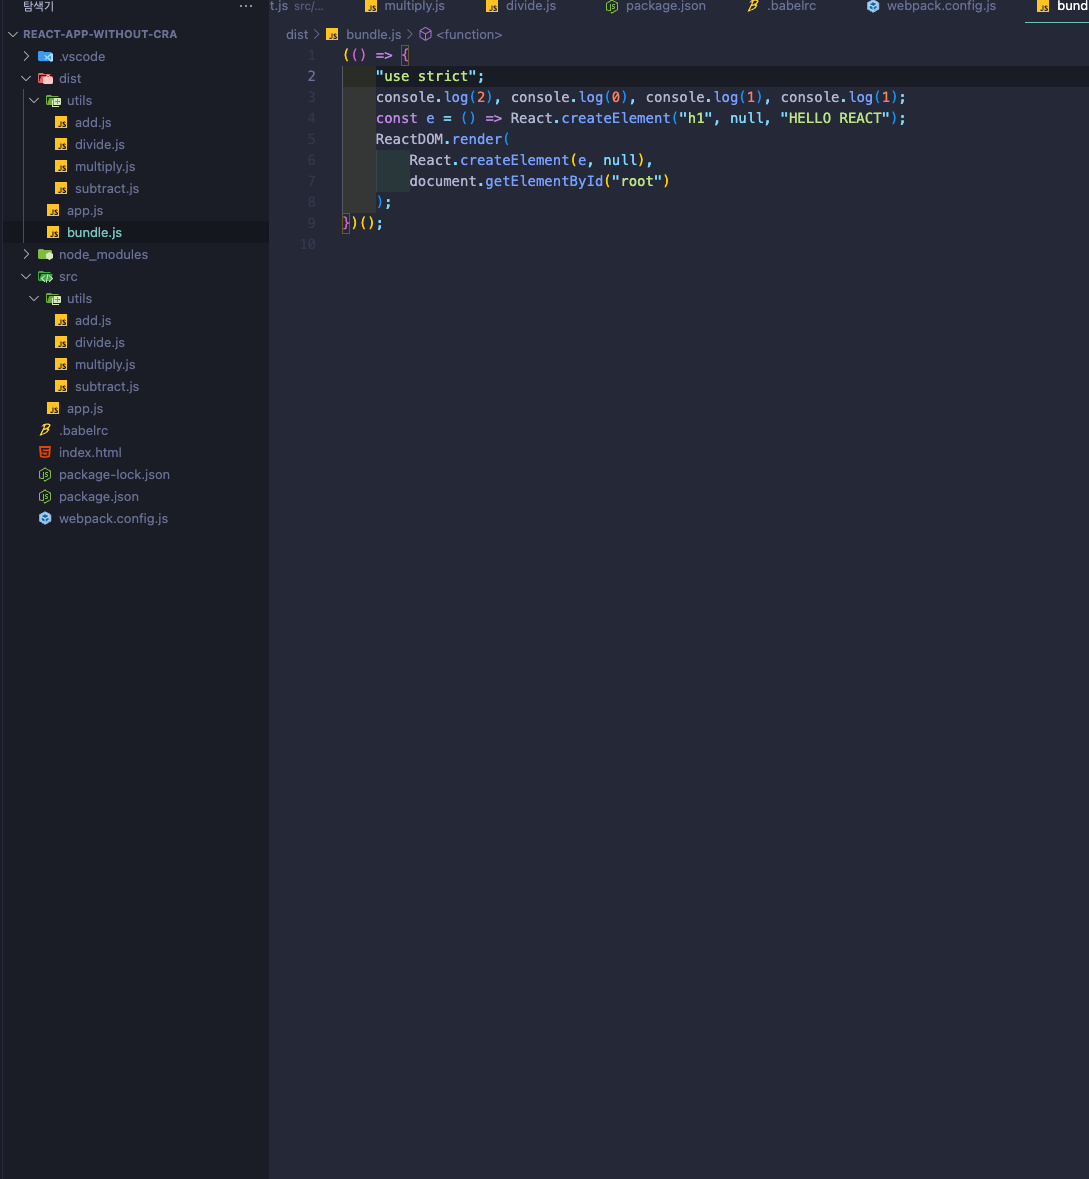 탐색기 ···
t.js src/... multiply.js divide.js package.json .babelrc webpack.config.js bund
REACT-APP-WITHOUT-CRA
.vscode
dist
utils
add.js
divide.js
multiply.js
subtract.js
app.js
bundle.js
node_modules
src
utils
add.js
divide.js
multiply.js
subtract.js
app.js
.babelrc
index.html
package-lock.json
package.json
webpack.config.js
dist > bundle.js > <function>
1 (() => {
2 "use strict";
3 console.log(2), console.log(0), console.log(1), console.log(1);
4 const e = () => React.createElement("h1", null, "HELLO REACT");
5 ReactDOM.render(
6 React.createElement(e, null),
7 document.getElementById("root")
8 );
9 })();
10